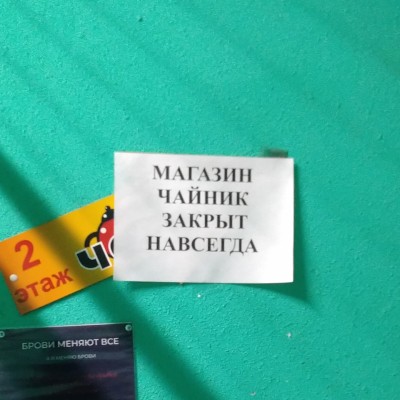 МАГАЗИН
ЧАЙНИК
ЗАКРЫТ
НАВСЕГДА
2
этаж
БРОВИ МЕНЯЮТ ВСЕ